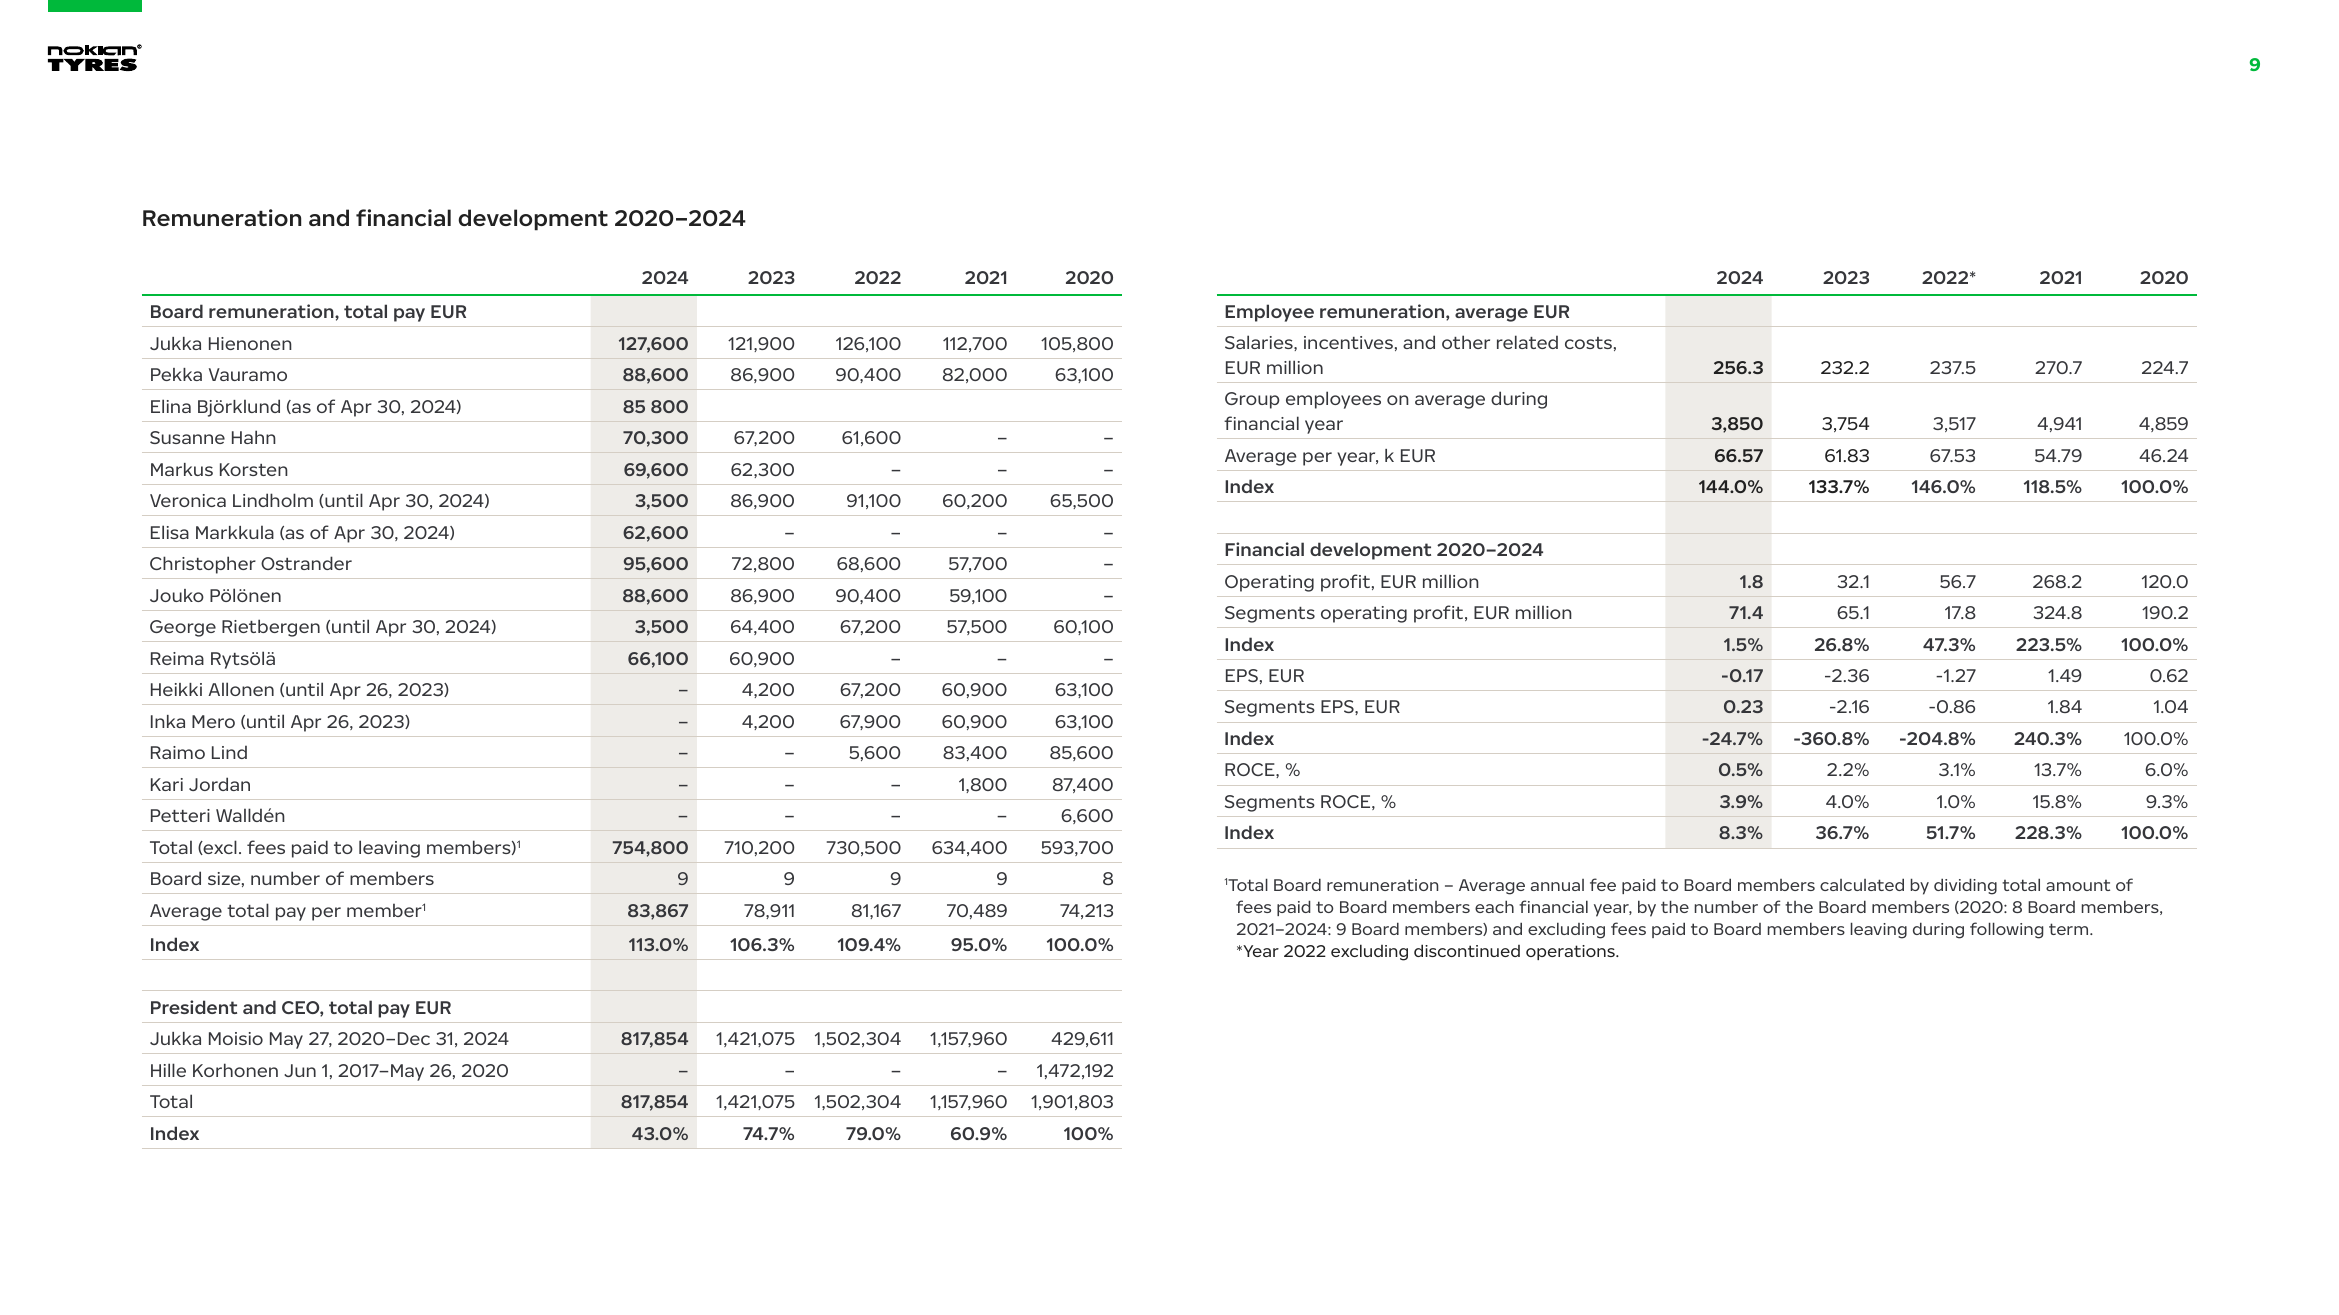 nokian®
TYRES
9
Remuneration and financial development 2020–2024
2024 2023 2022 2021 2020
Board remuneration, total pay EUR
Jukka Hienonen 127,600 121,900 126,100 112,700 105,800
Pekka Vauramo 88,600 86,900 90,400 82,000 63,100
Elina Björklund (as of Apr 30, 2024) 85 800
Susanne Hahn 70,300 67,200 61,600 – –
Markus Korsten 69,600 62,300 – – –
Veronica Lindholm (until Apr 30, 2024) 3,500 86,900 91,100 60,200 65,500
Elisa Markkula (as of Apr 30, 2024) 62,600 – – – –
Christopher Ostrander 95,600 72,800 68,600 57,700 –
Jouko Pölönen 88,600 86,900 90,400 59,100 –
George Rietbergen (until Apr 30, 2024) 3,500 64,400 67,200 57,500 60,100
Reima Rytsölä 66,100 60,900 – – –
Heikki Allonen (until Apr 26, 2023) – 4,200 67,200 60,900 63,100
Inka Mero (until Apr 26, 2023) – 4,200 67,900 60,900 63,100
Raimo Lind – – 5,600 83,400 85,600
Kari Jordan – – – 1,800 87,400
Petteri Walldén – – – – 6,600
Total (excl. fees paid to leaving members)¹ 754,800 710,200 730,500 634,400 593,700
Board size, number of members 9 9 9 9 8
Average total pay per member¹ 83,867 78,911 81,167 70,489 74,213
Index 113.0% 106.3% 109.4% 95.0% 100.0%
President and CEO, total pay EUR
Jukka Moisio May 27, 2020–Dec 31, 2024 817,854 1,421,075 1,502,304 1,157,960 429,611
Hille Korhonen Jun 1, 2017–May 26, 2020 – – – – 1,472,192
Total 817,854 1,421,075 1,502,304 1,157,960 1,901,803
Index 43.0% 74.7% 79.0% 60.9% 100%
2024 2023 2022* 2021 2020
Employee remuneration, average EUR
Salaries, incentives, and other related costs,
EUR million 256.3 232.2 237.5 270.7 224.7
Group employees on average during
financial year 3,850 3,754 3,517 4,941 4,859
Average per year, k EUR 66.57 61.83 67.53 54.79 46.24
Index 144.0% 133.7% 146.0% 118.5% 100.0%
Financial development 2020–2024
Operating profit, EUR million 1.8 32.1 56.7 268.2 120.0
Segments operating profit, EUR million 71.4 65.1 17.8 324.8 190.2
Index 1.5% 26.8% 47.3% 223.5% 100.0%
EPS, EUR -0.17 -2.36 -1.27 1.49 0.62
Segments EPS, EUR 0.23 -2.16 -0.86 1.84 1.04
Index -24.7% -360.8% -204.8% 240.3% 100.0%
ROCE, % 0.5% 2.2% 3.1% 13.7% 6.0%
Segments ROCE, % 3.9% 4.0% 1.0% 15.8% 9.3%
Index 8.3% 36.7% 51.7% 228.3% 100.0%
¹Total Board remuneration – Average annual fee paid to Board members calculated by dividing total amount of
fees paid to Board members each financial year, by the number of the Board members (2020: 8 Board members,
2021–2024: 9 Board members) and excluding fees paid to Board members leaving during following term.
*Year 2022 excluding discontinued operations.